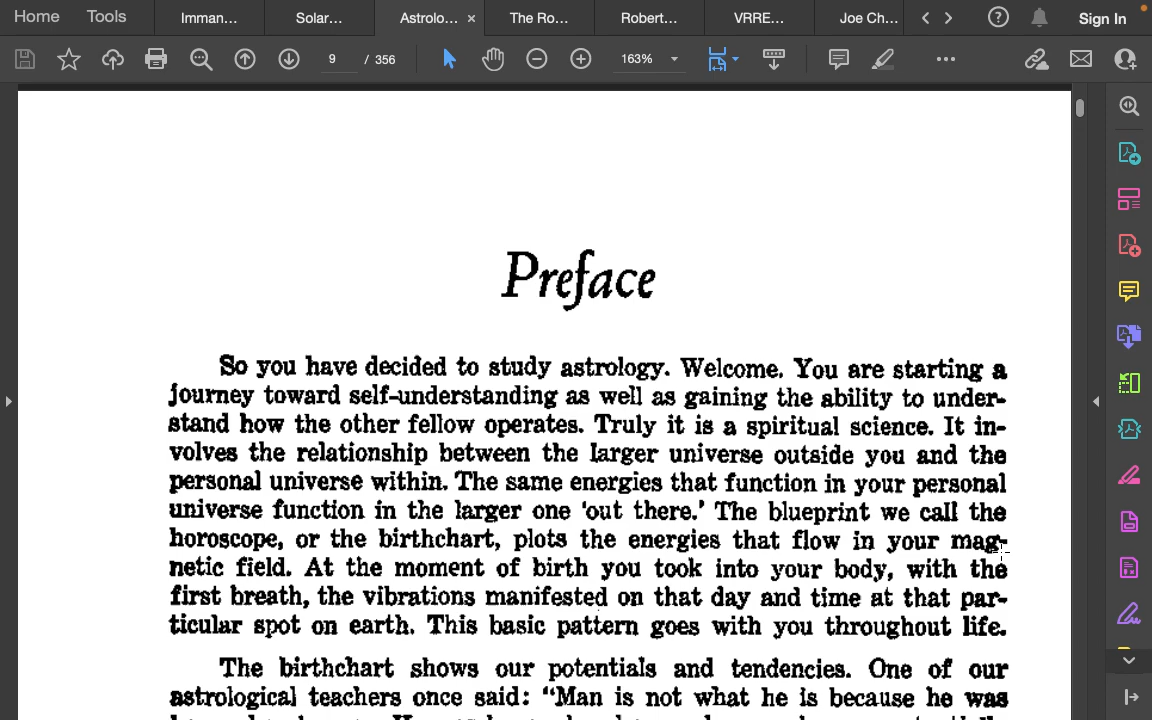 Home Tools Imman... Solar... Astrolo... The Ro... Robert... VRRE... Joe Ch... Sign In
9 / 356 163%
Preface
So you have decided to study astrology. Welcome. You are starting a
journey toward self-understanding as well as gaining the ability to under-
stand how the other fellow operates. Truly it is a spiritual science. It in-
volves the relationship between the larger universe outside you and the
personal universe within. The same energies that function in your personal
universe function in the larger one 'out there.' The blueprint we call the
horoscope, or the birthchart, plots the energies that flow in your mag-
netic field. At the moment of birth you took into your body, with the
first breath, the vibrations manifested on that day and time at that par-
ticular spot on earth. This basic pattern goes with you throughout life.
The birthchart shows our potentials and tendencies. One of our
astrological teachers once said: "Man is not what he is because he was